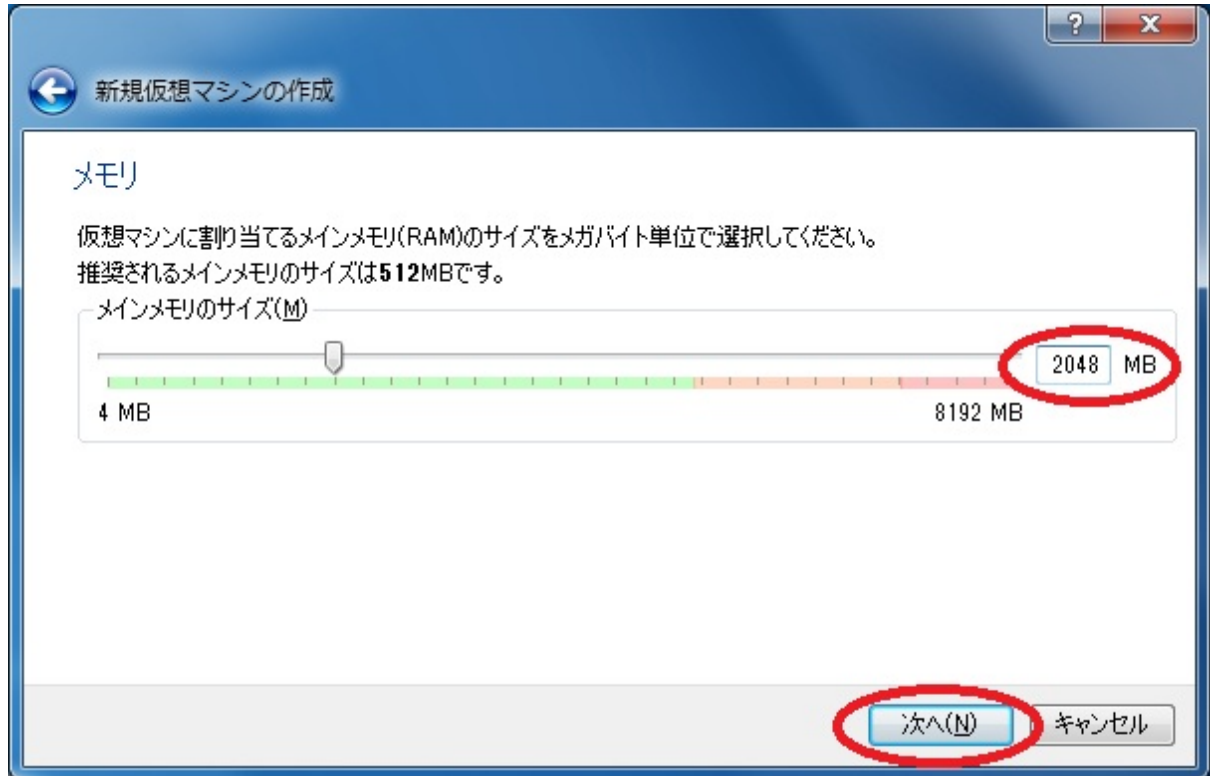 新規仮想マシンの作成
メモリ
仮想マシンに割り当てるメインメモリ(RAM)のサイズをメガバイト単位で選択してください。
推奨されるメインメモリのサイズは512MBです。
メインメモリのサイズ(M)
2048 MB
4 MB 8192 MB
次へ(N) キャンセル